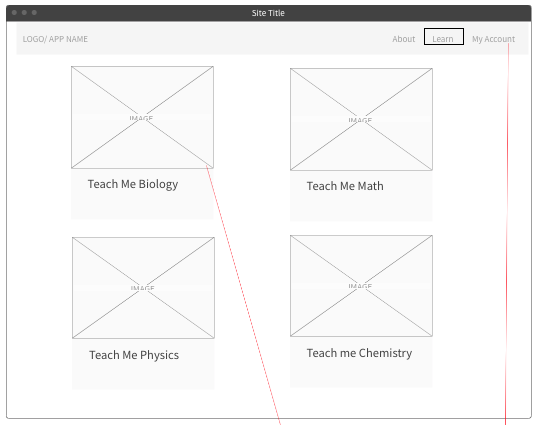 Site Title
LOGO/ APP NAME
About
Learn
My Account
IMAGE
IMAGE
Teach Me Biology
Teach Me Math
IMAGE
IMAGE
Teach Me Physics
Teach me Chemistry